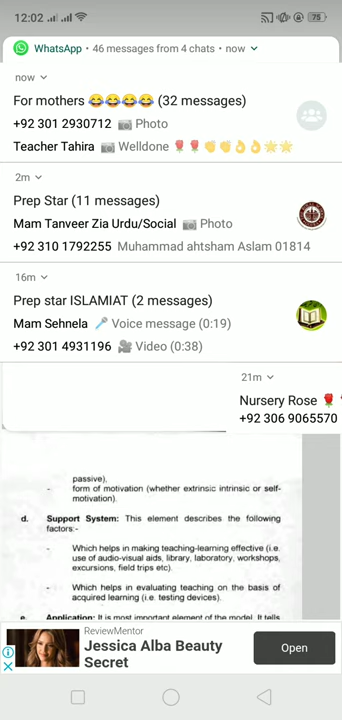 12:02
75
WhatsApp • 46 messages from 4 chats • now
now
For mothers 😂😂😂😂 (32 messages)
+92 301 2930712 📷 Photo
Teacher Tahira 📷 Welldone 🌹🌹👏👏👌👌🌟🌟
2m
Prep Star (11 messages)
Mam Tanveer Zia Urdu/Social 📷 Photo
+92 310 1792255 Muhammad ahtsham Aslam 01814
16m
Prep star ISLAMIAT (2 messages)
Mam Sehnela 🎤 Voice message (0:19)
+92 301 4931196 🎥 Video (0:38)
21m
Nursery Rose 🌹
+92 306 9065570
passive),
- form of motivation (whether extrinsic intrinsic or self-
motivation).
d. Support System: This element describes the following
factors:-
- Which helps in making teaching-learning effective (i.e.
use of audio-visual aids, library, laboratory, workshops,
excursions, field trips etc).
- Which helps in evaluating teaching on the basis of
acquired learning (i.e. testing devices).
e. Application: It is most important element of the model. It tells
ReviewMentor
Jessica Alba Beauty
Secret
Open